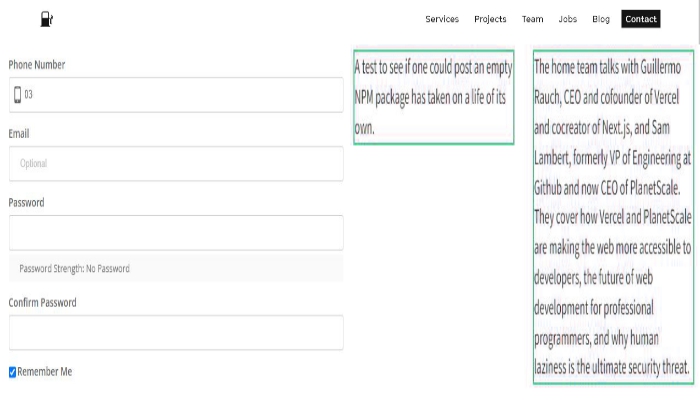 Services Projects Team Jobs Blog Contact
Phone Number
03
Email
Optional
Password
Password Strength: No Password
Confirm Password
Remember Me
A test to see if one could post an empty
NPM package has taken on a life of its
own.
The home team talks with Guillermo
Rauch, CEO and cofounder of Vercel
and cocreator of Next.js, and Sam
Lambert, formerly VP of Engineering at
Github and now CEO of PlanetScale.
They cover how Vercel and PlanetScale
are making the web more accessible to
developers, the future of web
development for professional
programmers, and why human
laziness is the ultimate security threat.